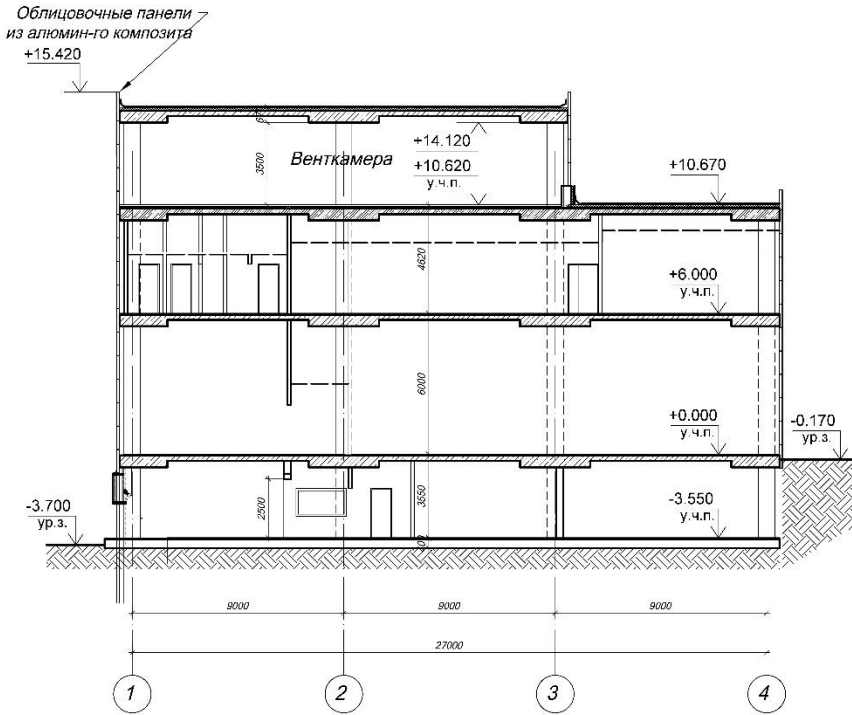 Облицовочные панели
из алюмин-го композита
+15.420
67
Венткамера
3500
+14.120
+10.620
у.ч.п.
+10.670
4620
+6.000
у.ч.п.
6000
+0.000
у.ч.п.
-0.170
ур.з.
-3.700
ур.з.
2500
3550
-3.550
у.ч.п.
400
9000
9000
9000
27000
1
2
3
4